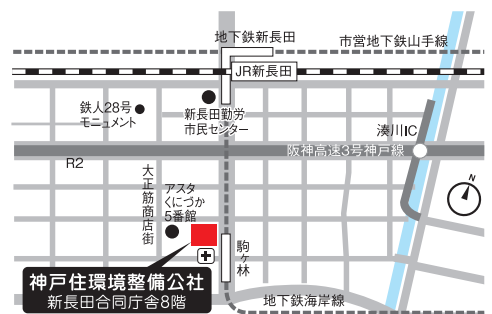 地下鉄新長田
市営地下鉄山手線
JR新長田
鉄人28号
モニュメント
新長田勤労
市民センター
湊川IC
阪神高速3号神戸線
R2
大正筋商店街
アスタ
くにづか
5番館
N
駒ヶ林
神戸住環境整備公社
新長田合同庁舎8階
地下鉄海岸線